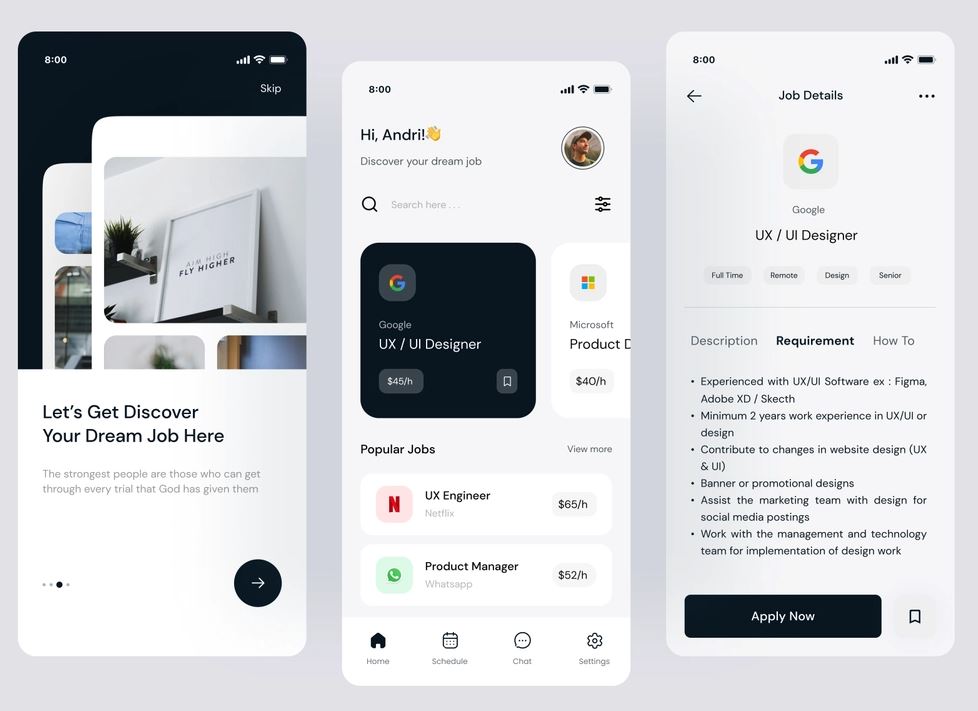 8:00
Skip
AIM HIGH
FLY HIGHER
Let's Get Discover
Your Dream Job Here
The strongest people are those who can get
through every trial that God has given them
8:00
Hi, Andri!👋
Discover your dream job
Search here . . .
Google
UX / UI Designer
$45/h
Microsoft
Product D
$40/h
Popular Jobs
View more
UX Engineer
Netflix
$65/h
Product Manager
Whatsapp
$52/h
Home
Schedule
Chat
Settings
8:00
Job Details
Google
UX / UI Designer
Full Time
Remote
Design
Senior
Description
Requirement
How To
• Experienced with UX/UI Software ex : Figma,
Adobe XD / Skecth
• Minimum 2 years work experience in UX/UI or
design
• Contribute to changes in website design (UX
& UI)
• Banner or promotional designs
• Assist the marketing team with design for
social media postings
• Work with the management and technology
team for implementation of design work
Apply Now